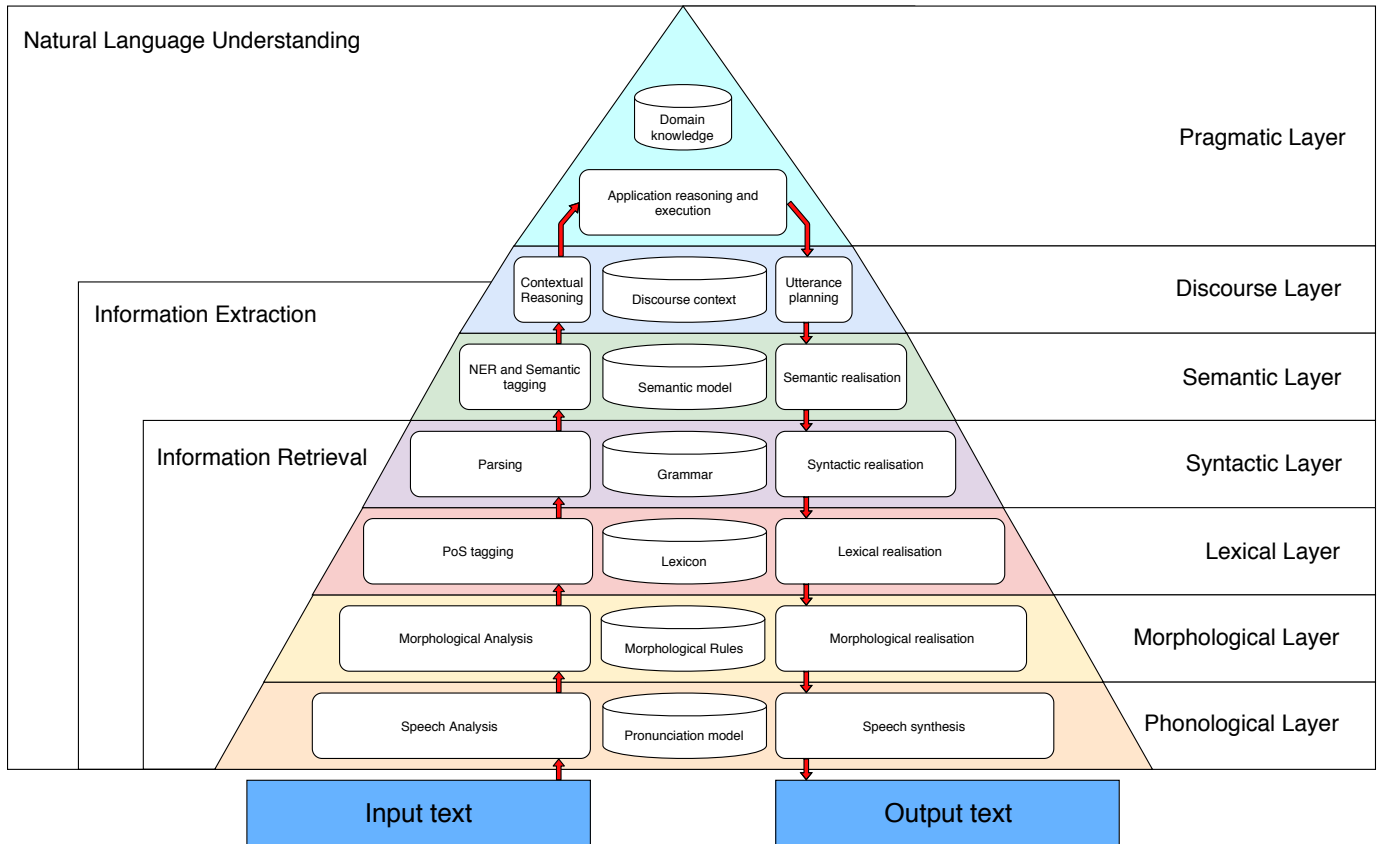 Natural Language Understanding
Domain
knowledge
Pragmatic Layer
Application reasoning and
execution
Contextual
Reasoning
Discourse context
Utterance
planning
Discourse Layer
Information Extraction
NER and Semantic
tagging
Semantic model
Semantic realisation
Semantic Layer
Information Retrieval
Parsing
Grammar
Syntactic realisation
Syntactic Layer
PoS tagging
Lexicon
Lexical realisation
Lexical Layer
Morphological Analysis
Morphological Rules
Morphological realisation
Morphological Layer
Speech Analysis
Pronunciation model
Speech synthesis
Phonological Layer
Input text
Output text